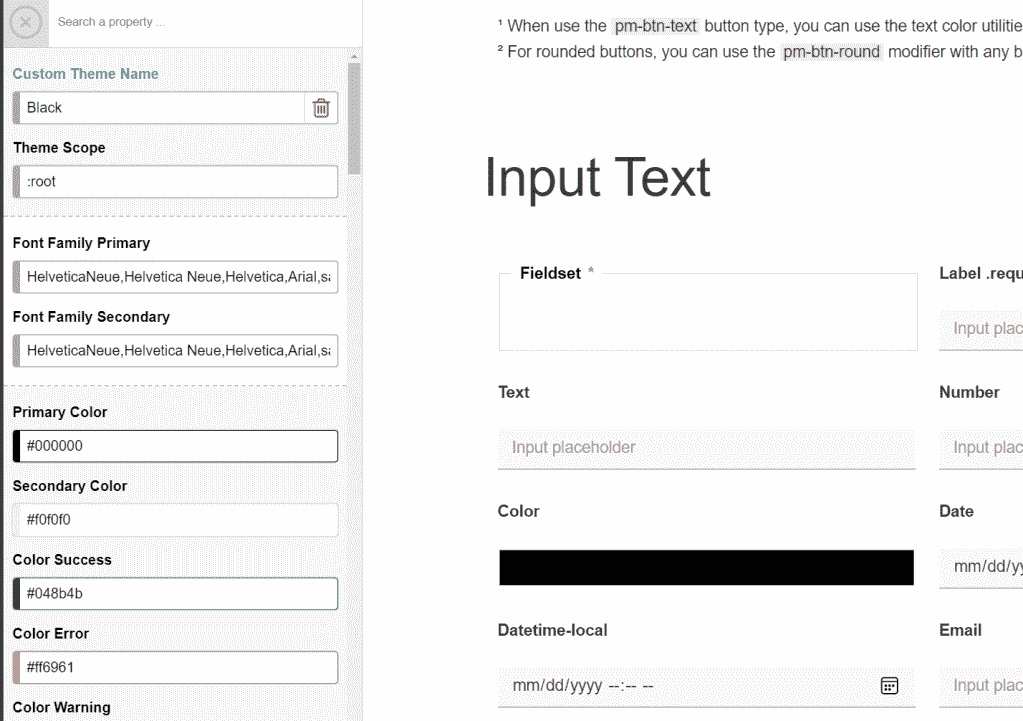 Search a property ...
Custom Theme Name
Black
Theme Scope
:root
Font Family Primary
HelveticaNeue,Helvetica Neue,Helvetica,Arial,sa
Font Family Secondary
HelveticaNeue,Helvetica Neue,Helvetica,Arial,sa
Primary Color
#000000
Secondary Color
#f0f0f0
Color Success
#048b4b
Color Error
#ff6961
Color Warning
¹ When use the pm-btn-text button type, you can use the text color utilitie
² For rounded buttons, you can use the pm-btn-round modifier with any b
Input Text
Fieldset *
Label .requ
Input plac
Text
Number
Input placeholder
Input plac
Color
Date
mm/dd/yy
Datetime-local
Email
mm/dd/yyyy --:-- --
Input plac